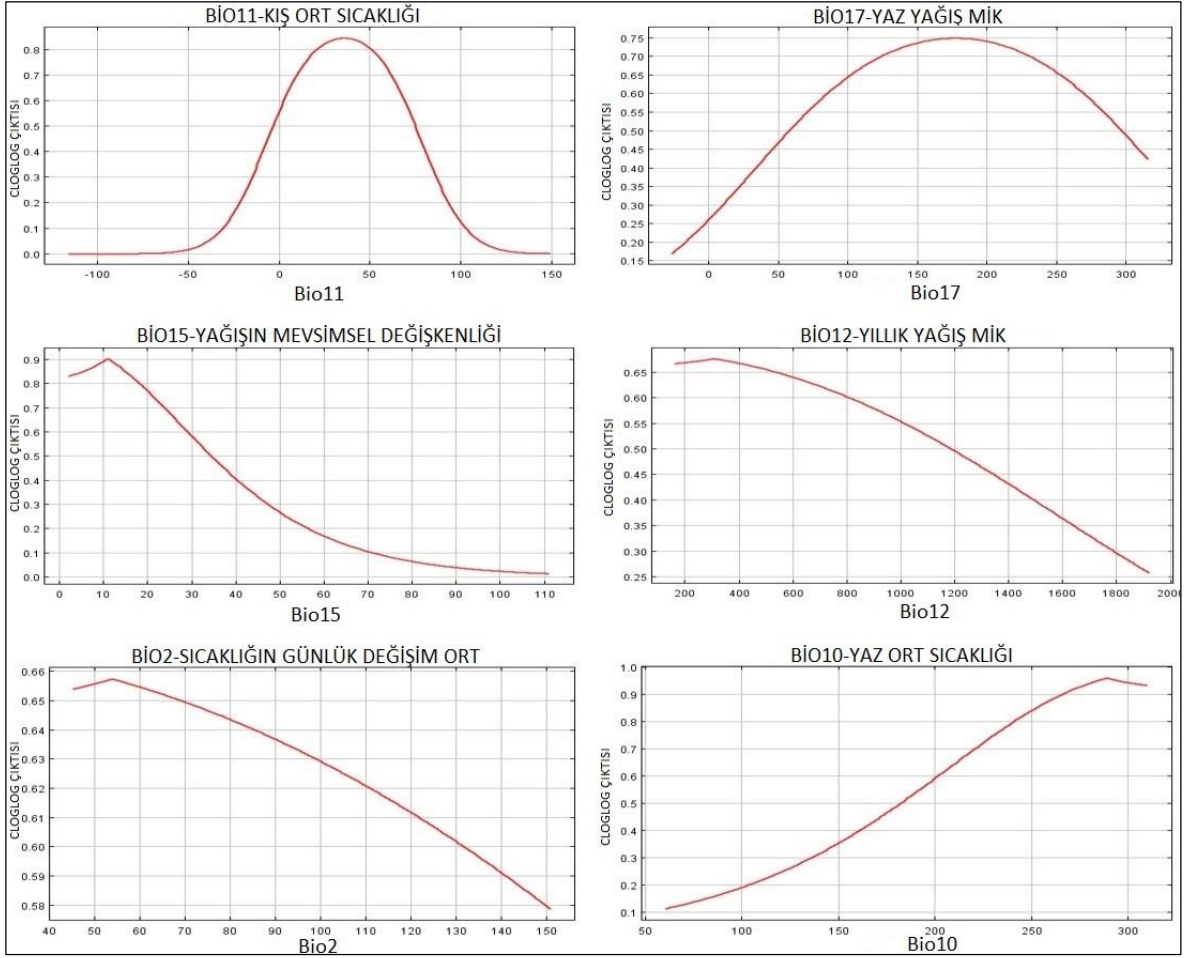 BİO11-KIŞ ORT SICAKLIĞI
CLOGLOG ÇIKTISI
0.8
0.7
0.6
0.5
0.4
0.3
0.2
0.1
0.0
-100 -50 0 50 100 150
Bio11
BİO17-YAZ YAĞIŞ MİK
CLOGLOG ÇIKTISI
0.75
0.70
0.65
0.60
0.55
0.50
0.45
0.40
0.35
0.30
0.25
0.20
0.15
0 50 100 150 200 250 300
Bio17
BİO15-YAĞIŞIN MEVSİMSEL DEĞİŞKENLİĞİ
CLOGLOG ÇIKTISI
0.9
0.8
0.7
0.6
0.5
0.4
0.3
0.2
0.1
0.0
0 10 20 30 40 50 60 70 80 90 100 110
Bio15
BİO12-YILLIK YAĞIŞ MİK
CLOGLOG ÇIKTISI
0.65
0.60
0.55
0.50
0.45
0.40
0.35
0.30
0.25
200 400 600 800 1000 1200 1400 1600 1800 2000
Bio12
BİO2-SICAKLIĞIN GÜNLÜK DEĞİŞİM ORT
CLOGLOG ÇIKTISI
0.66
0.65
0.64
0.63
0.62
0.61
0.60
0.59
0.58
40 50 60 70 80 90 100 110 120 130 140 150
Bio2
BİO10-YAZ ORT SICAKLIĞI
CLOGLOG ÇIKTISI
1.0
0.9
0.8
0.7
0.6
0.5
0.4
0.3
0.2
0.1
50 100 150 200 250 300
Bio10